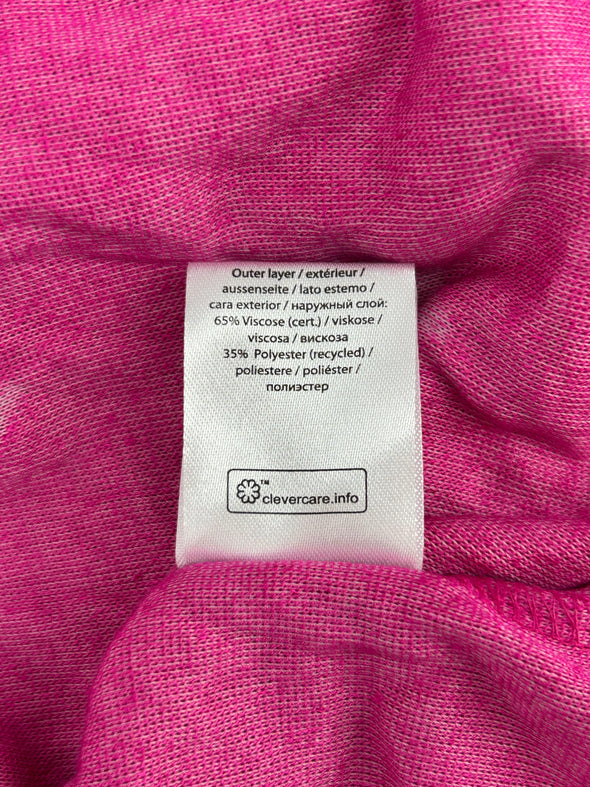 Outer layer / extérieur /
aussenseite / lato estemo /
cara exterior / наружный слой:
65% Viscose (cert.) / viskose /
viscosa / вискоза
35% Polyester (recycled) /
poliestere / poliéster /
полиэстер
™
clevercare.info